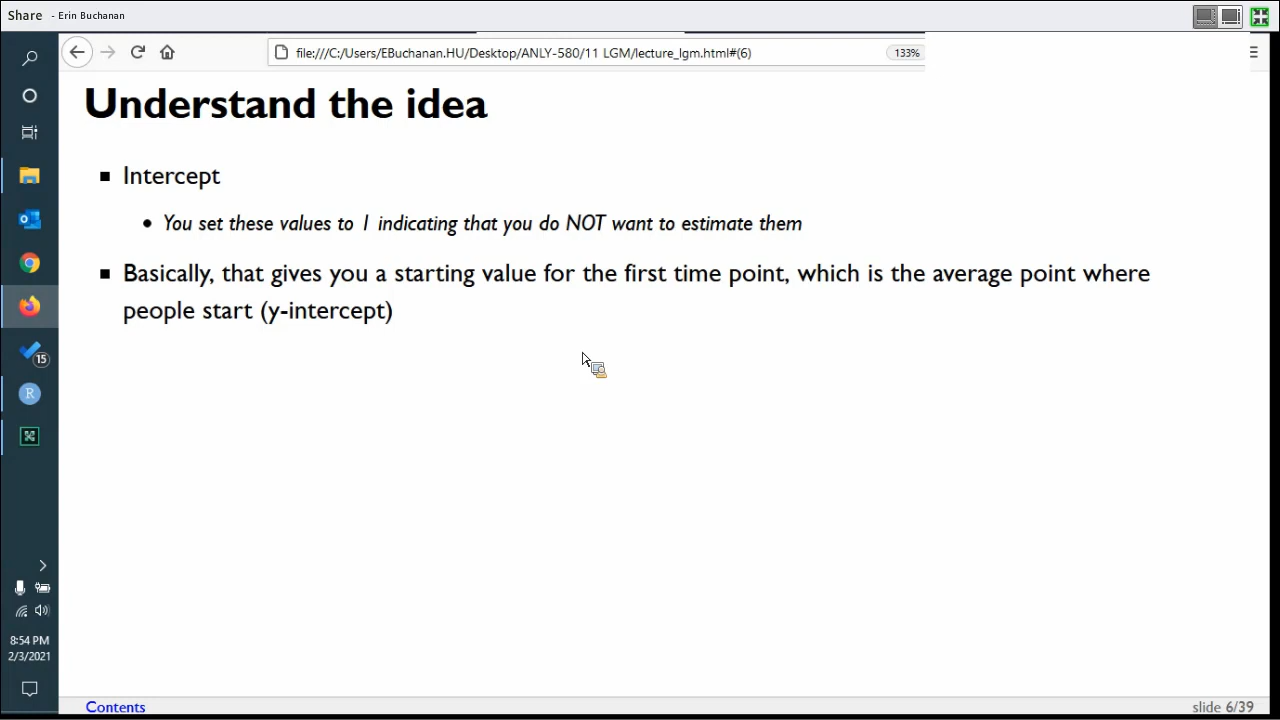 Share - Erin Buchanan
file:///C:/Users/EBuchanan.HU/Desktop/ANLY-580/11 LGM/lecture_lgm.html#(6)
133%
Understand the idea
Intercept
You set these values to 1 indicating that you do NOT want to estimate them
Basically, that gives you a starting value for the first time point, which is the average point where
people start (y-intercept)
15
R
8:54 PM
2/3/2021
Contents
slide 6/39